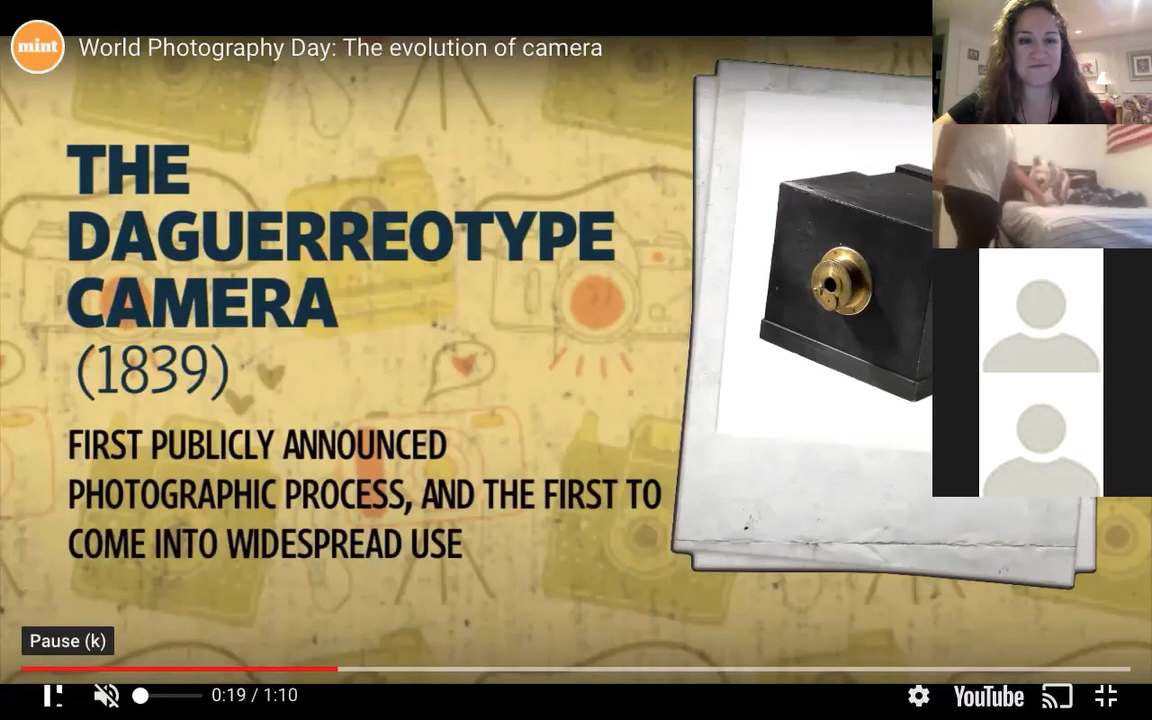 mint
World Photography Day: The evolution of camera
THE
DAGUERREOTYPE
CAMERA
(1839)
FIRST PUBLICLY ANNOUNCED
PHOTOGRAPHIC PROCESS, AND THE FIRST TO
COME INTO WIDESPREAD USE
Pause (k)
0:19 / 1:10
YouTube